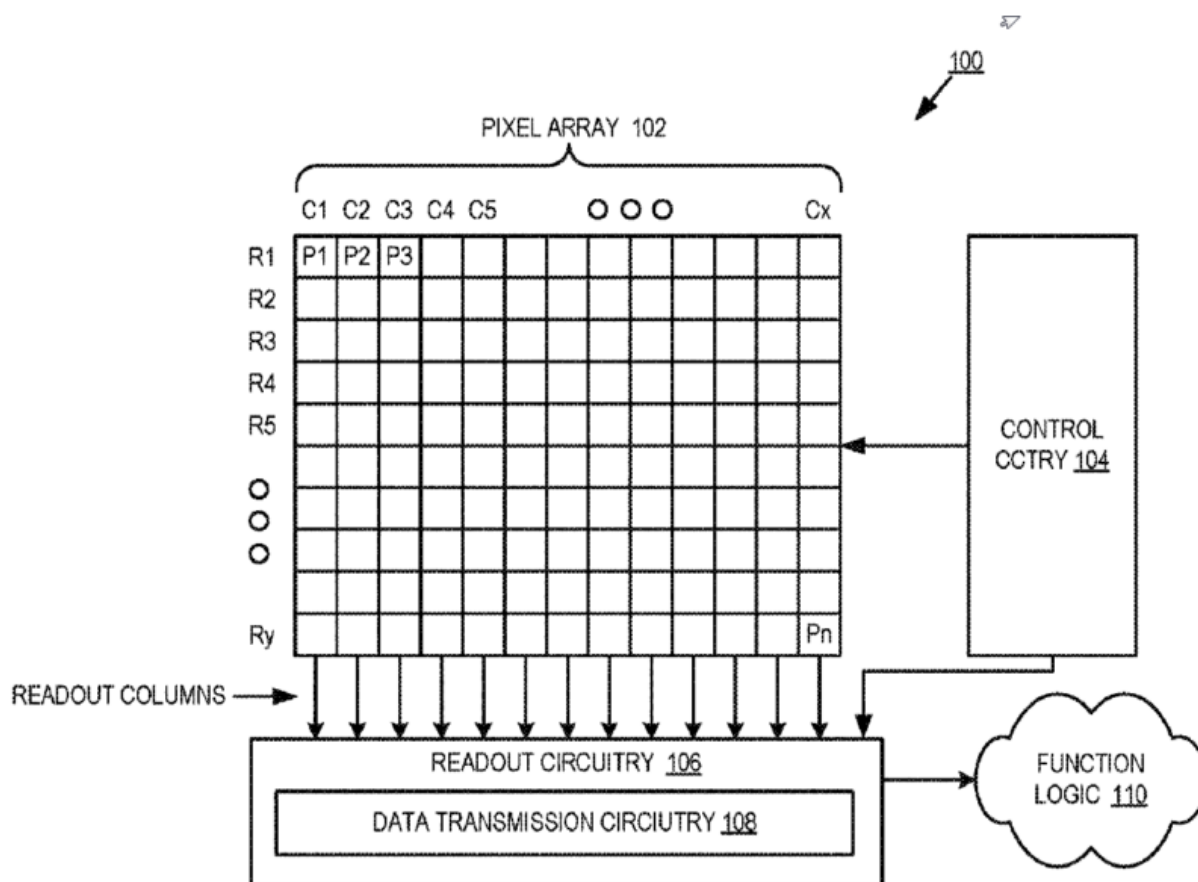 100
PIXEL ARRAY 102
C1 C2 C3 C4 C5 Cx
R1 P1 P2 P3
R2
R3
R4
R5
CONTROL
CCTRY 104
Ry Pn
READOUT COLUMNS
READOUT CIRCUITRY 106
FUNCTION
LOGIC 110
DATA TRANSMISSION CIRCIUTRY 108